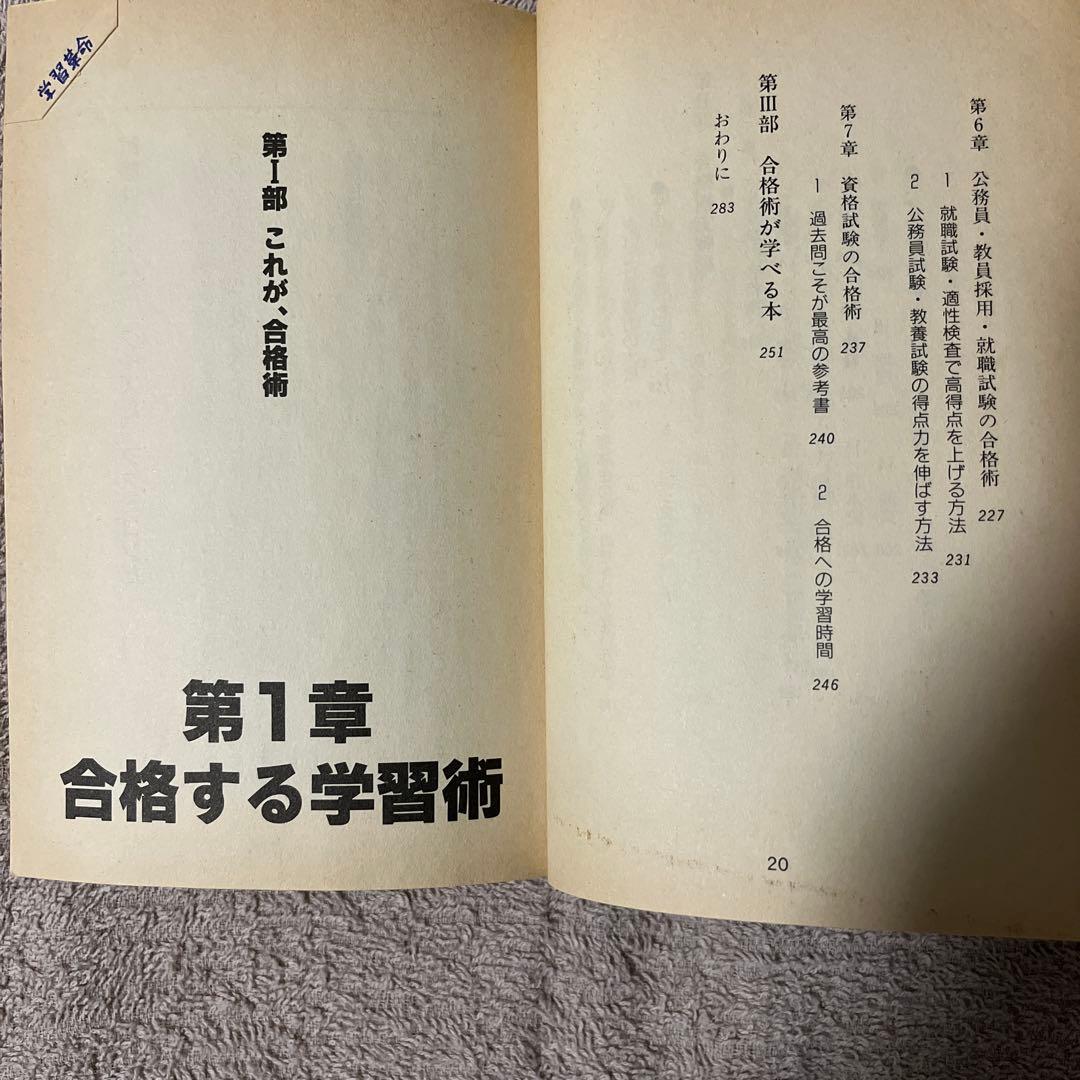 第6章 公務員・教員採用・就職試験の合格術 227
1 就職試験・適性検査で高得点を上げる方法 231
2 公務員試験・教養試験の得点力を伸ばす方法 233
第7章 資格試験の合格術 237
1 過去問こそが最高の参考書 240
2 合格への学習時間 246
第III部 合格術が学べる本 251
おわりに 283
20
第I部 これが、合格術
第1章
合格する学習術